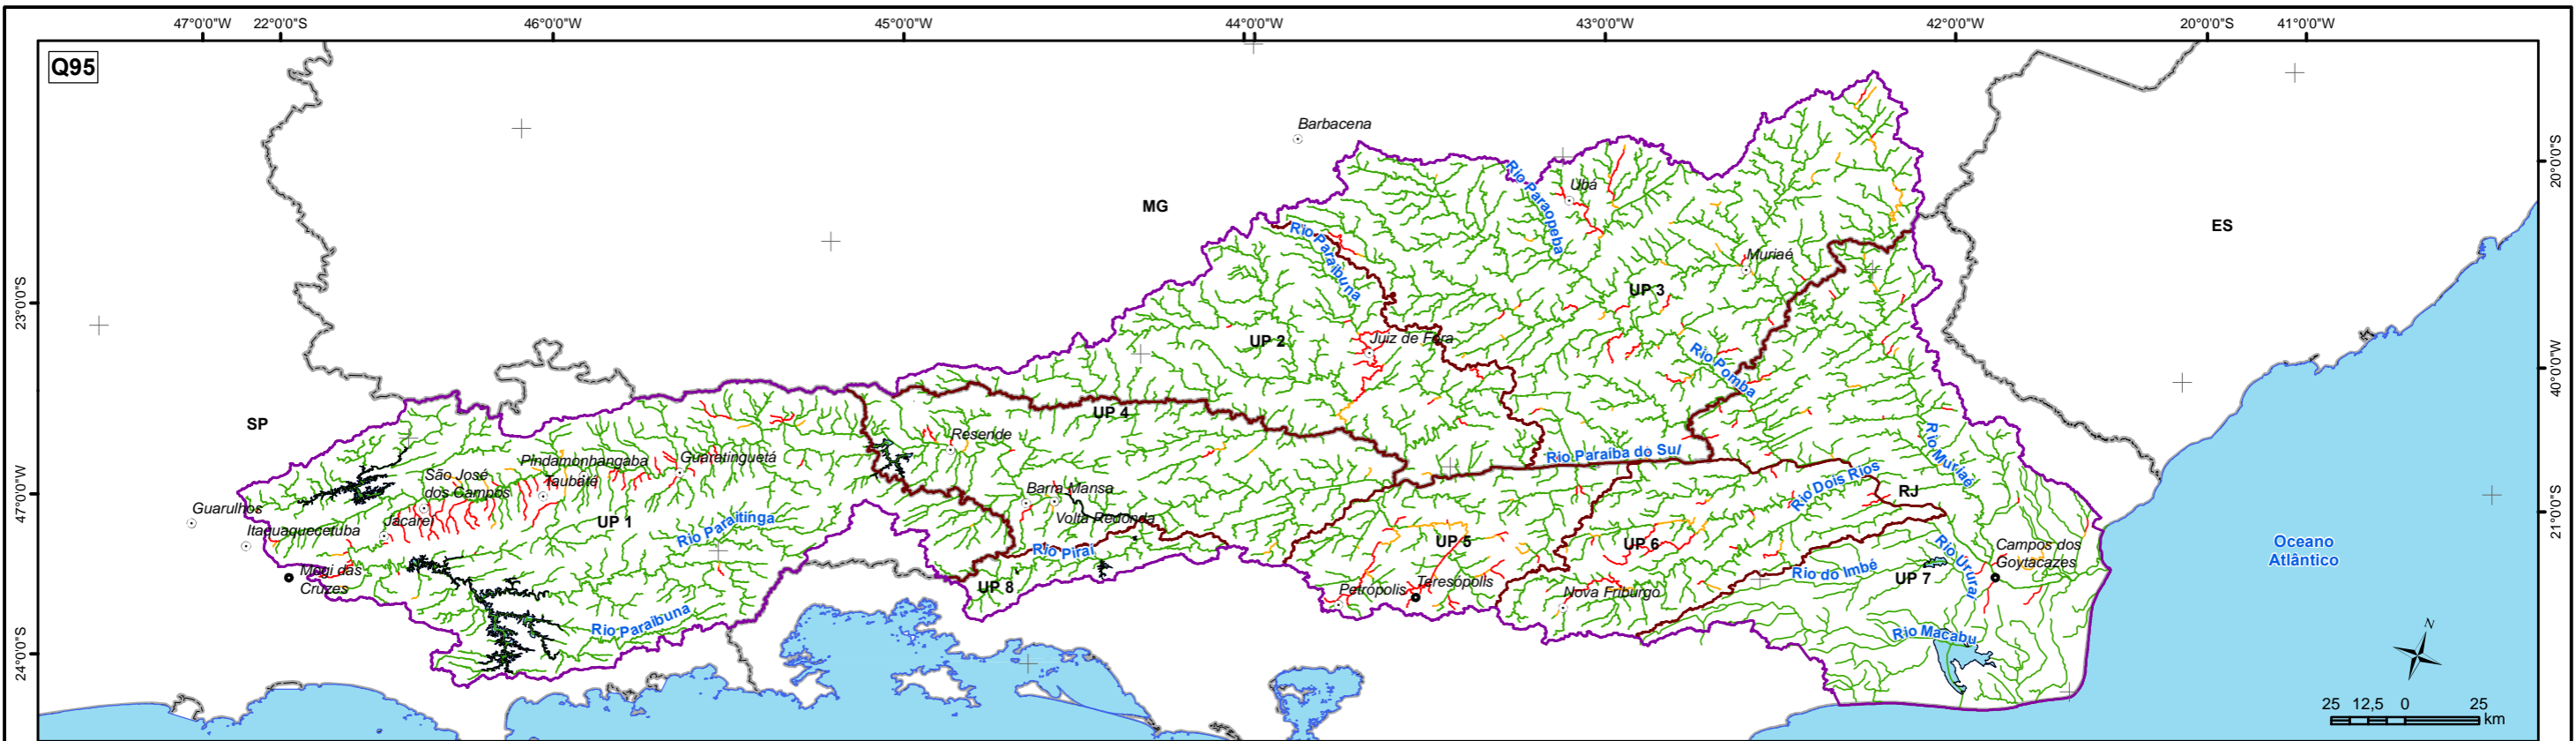 47°0'0"W
22°0'0"S
46°0'0"W
45°0'0"W
44°0'0"W
43°0'0"W
42°0'0"W
20°0'0"S
41°0'0"W
Q95
Barbacena
MG
ES
SP
RJ
Ubá
Rio Paraopeba
Rio Paraibuna
Muriaé
UP 3
UP 2
Juiz de Fora
Rio Pomba
UP 4
Resende
Rio Paraiba do Sul
Rio Muriaé
Rio Dois Rios
Guaratinguetá
Pindamonhangaba
Taubaté
São José
dos Campos
Jacareí
Guarulhos
Itaquaquecetuba
Mogi das
Cruzes
UP 1
Rio Paraitinga
Rio Paraibuna
Barra Mansa
Volta Redonda
Rio Piraí
UP 8
UP 5
Petrópolis
Teresópolis
UP 6
Nova Friburgo
Rio do Imbé
UP 7
Rio Ururaí
Campos dos
Goytacazes
Rio Macabu
Oceano
Atlântico
N
25 12,5 0 25
km
23°0'0"S
47°0'0"W
24°0'0"S
20°0'0"S
40°0'0"W
21°0'0"S